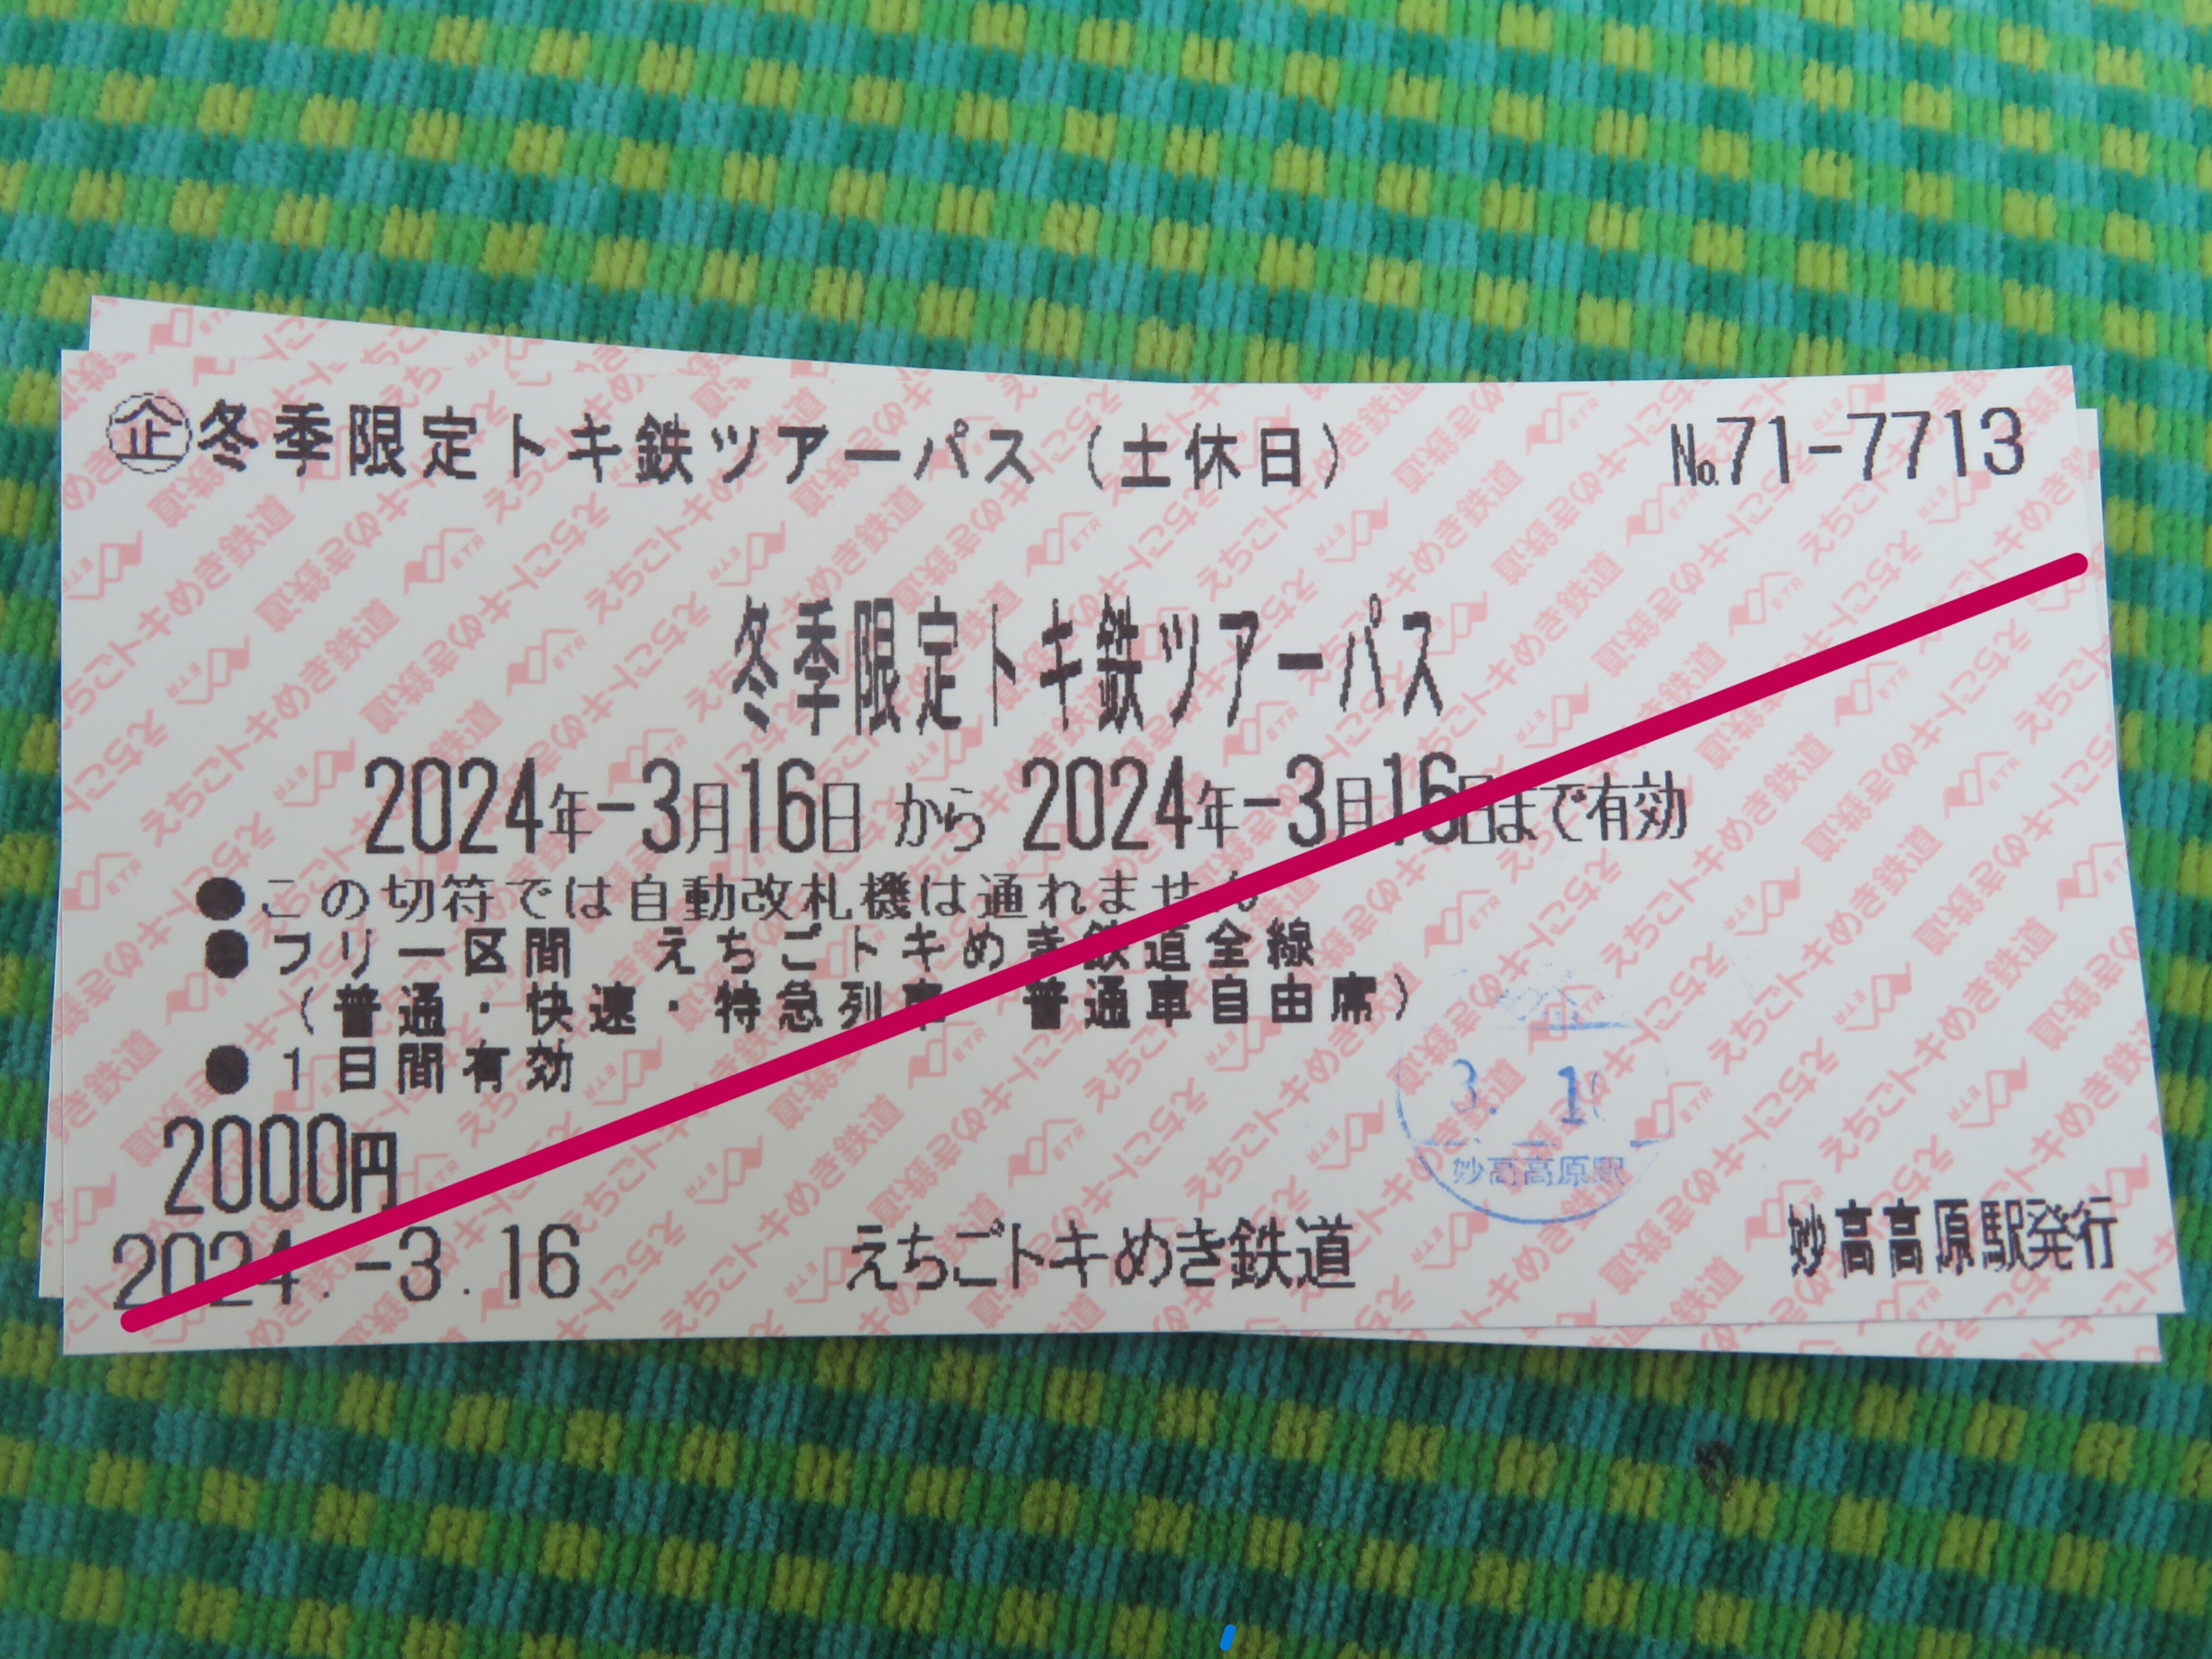 ㊭冬季限定トキ鉄ツアーパス（土休日） №71-7713
冬季限定トキ鉄ツアーパス
2024年-3月16日から2024年-3月16日まで有効
●この切符では自動改札機は通れません
●フリー区間　えちごトキめき鉄道全線
（普通・快速・特急列車　普通車自由席）
●１日間有効
3. 1
妙高高原駅
2000円
2024.-3.16 えちごトキめき鉄道 妙高高原駅発行